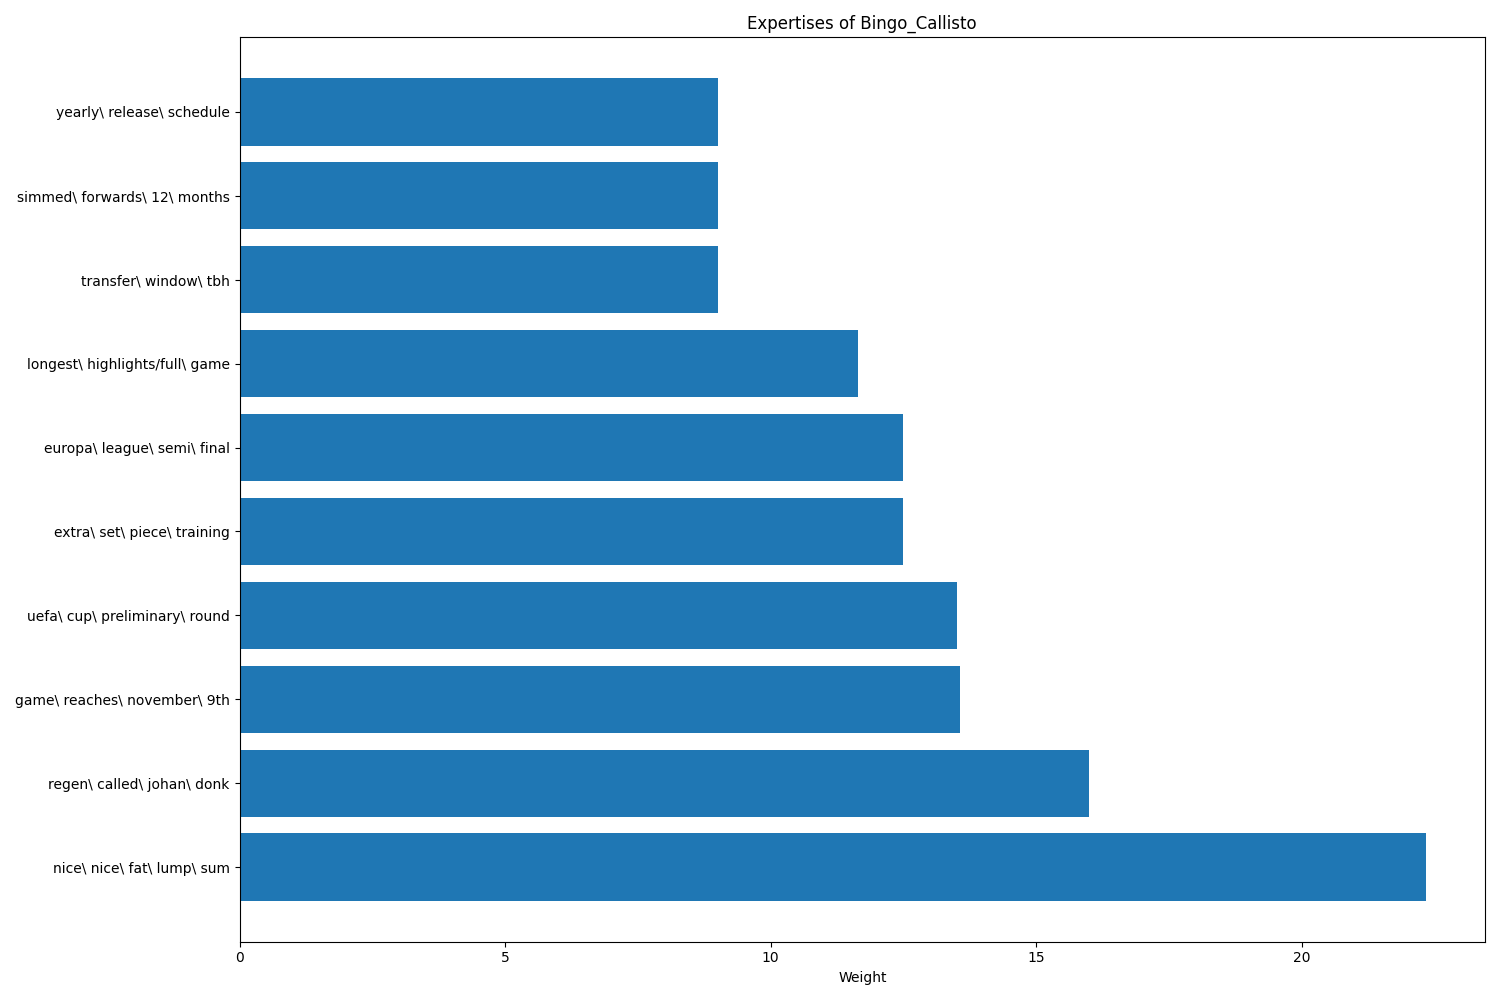 Expertises of Bingo_Callisto
yearly\ release\ schedule
simmed\ forwards\ 12\ months
transfer\ window\ tbh
longest\ highlights/full\ game
europa\ league\ semi\ final
extra\ set\ piece\ training
uefa\ cup\ preliminary\ round
game\ reaches\ november\ 9th
regen\ called\ johan\ donk
nice\ nice\ fat\ lump\ sum
0 5 10 15 20
Weight